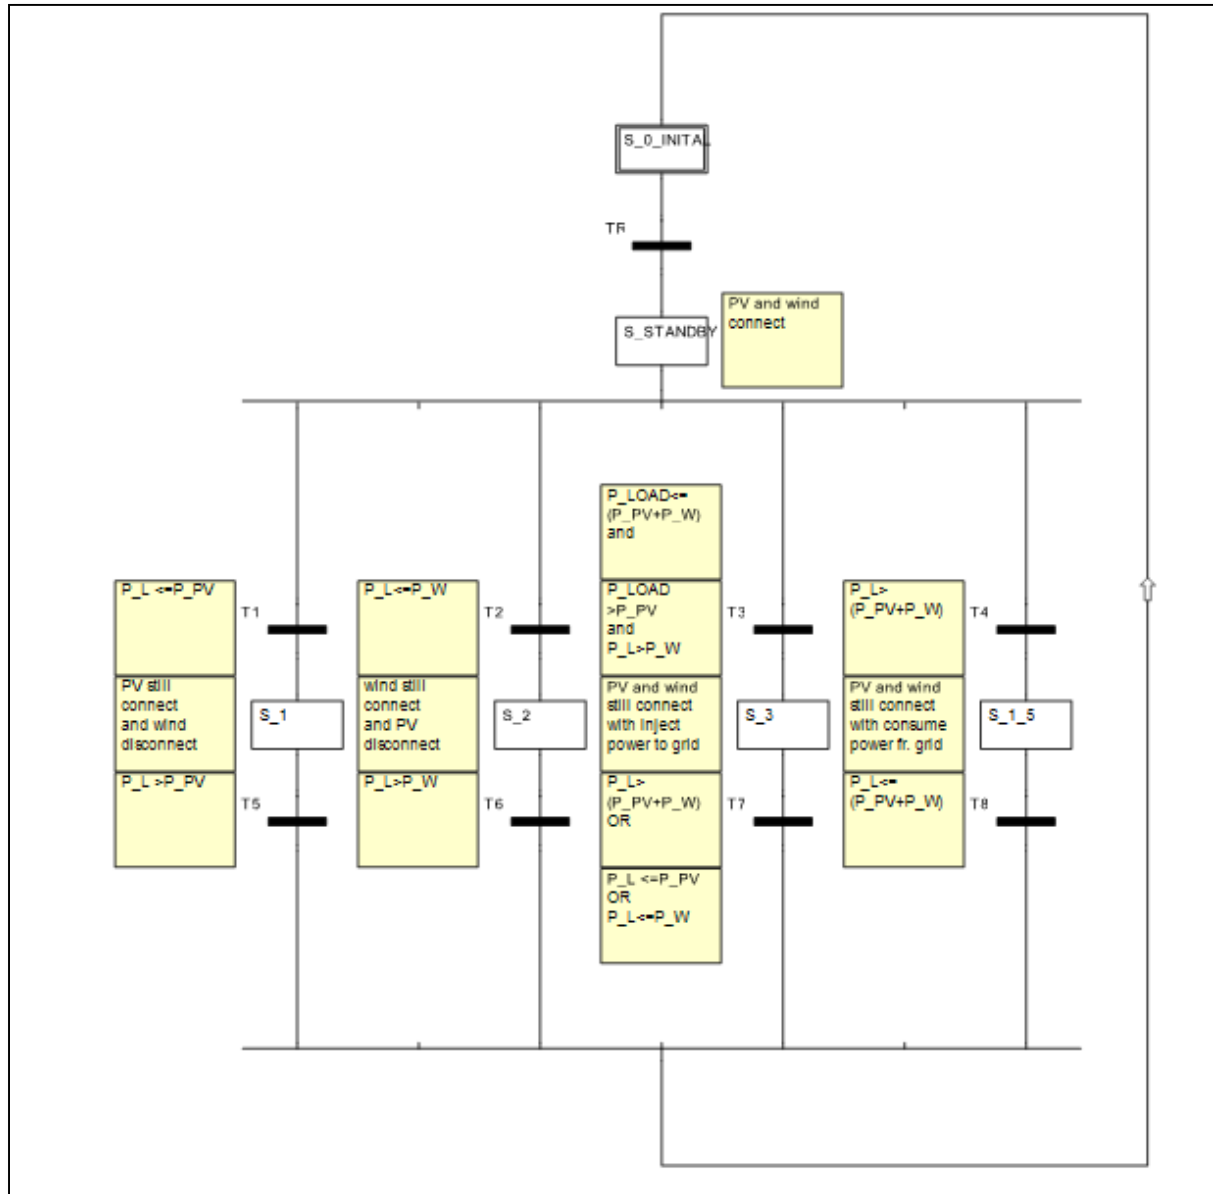 S_0_INITAL
TR
S_STANDBY
PV and wind
connect
P_L <=P_PV
T1
PV still
connect
and wind
disconnect
S_1
P_L >P_PV
T5
P_L<=P_W
T2
wind still
connect
and PV
disconnect
S_2
P_L>P_W
T6
P_LOAD<=
(P_PV+P_W)
and
P_LOAD
>P_PV
and
P_L>P_W
T3
PV and wind
still connect
with inject
power to grid
S_3
P_L>
(P_PV+P_W)
OR
T7
P_L <=P_PV
OR
P_L<=P_W
P_L>
(P_PV+P_W)
T4
PV and wind
still connect
with consume
power fr. grid
S_1_5
P_L<=
(P_PV+P_W)
T8